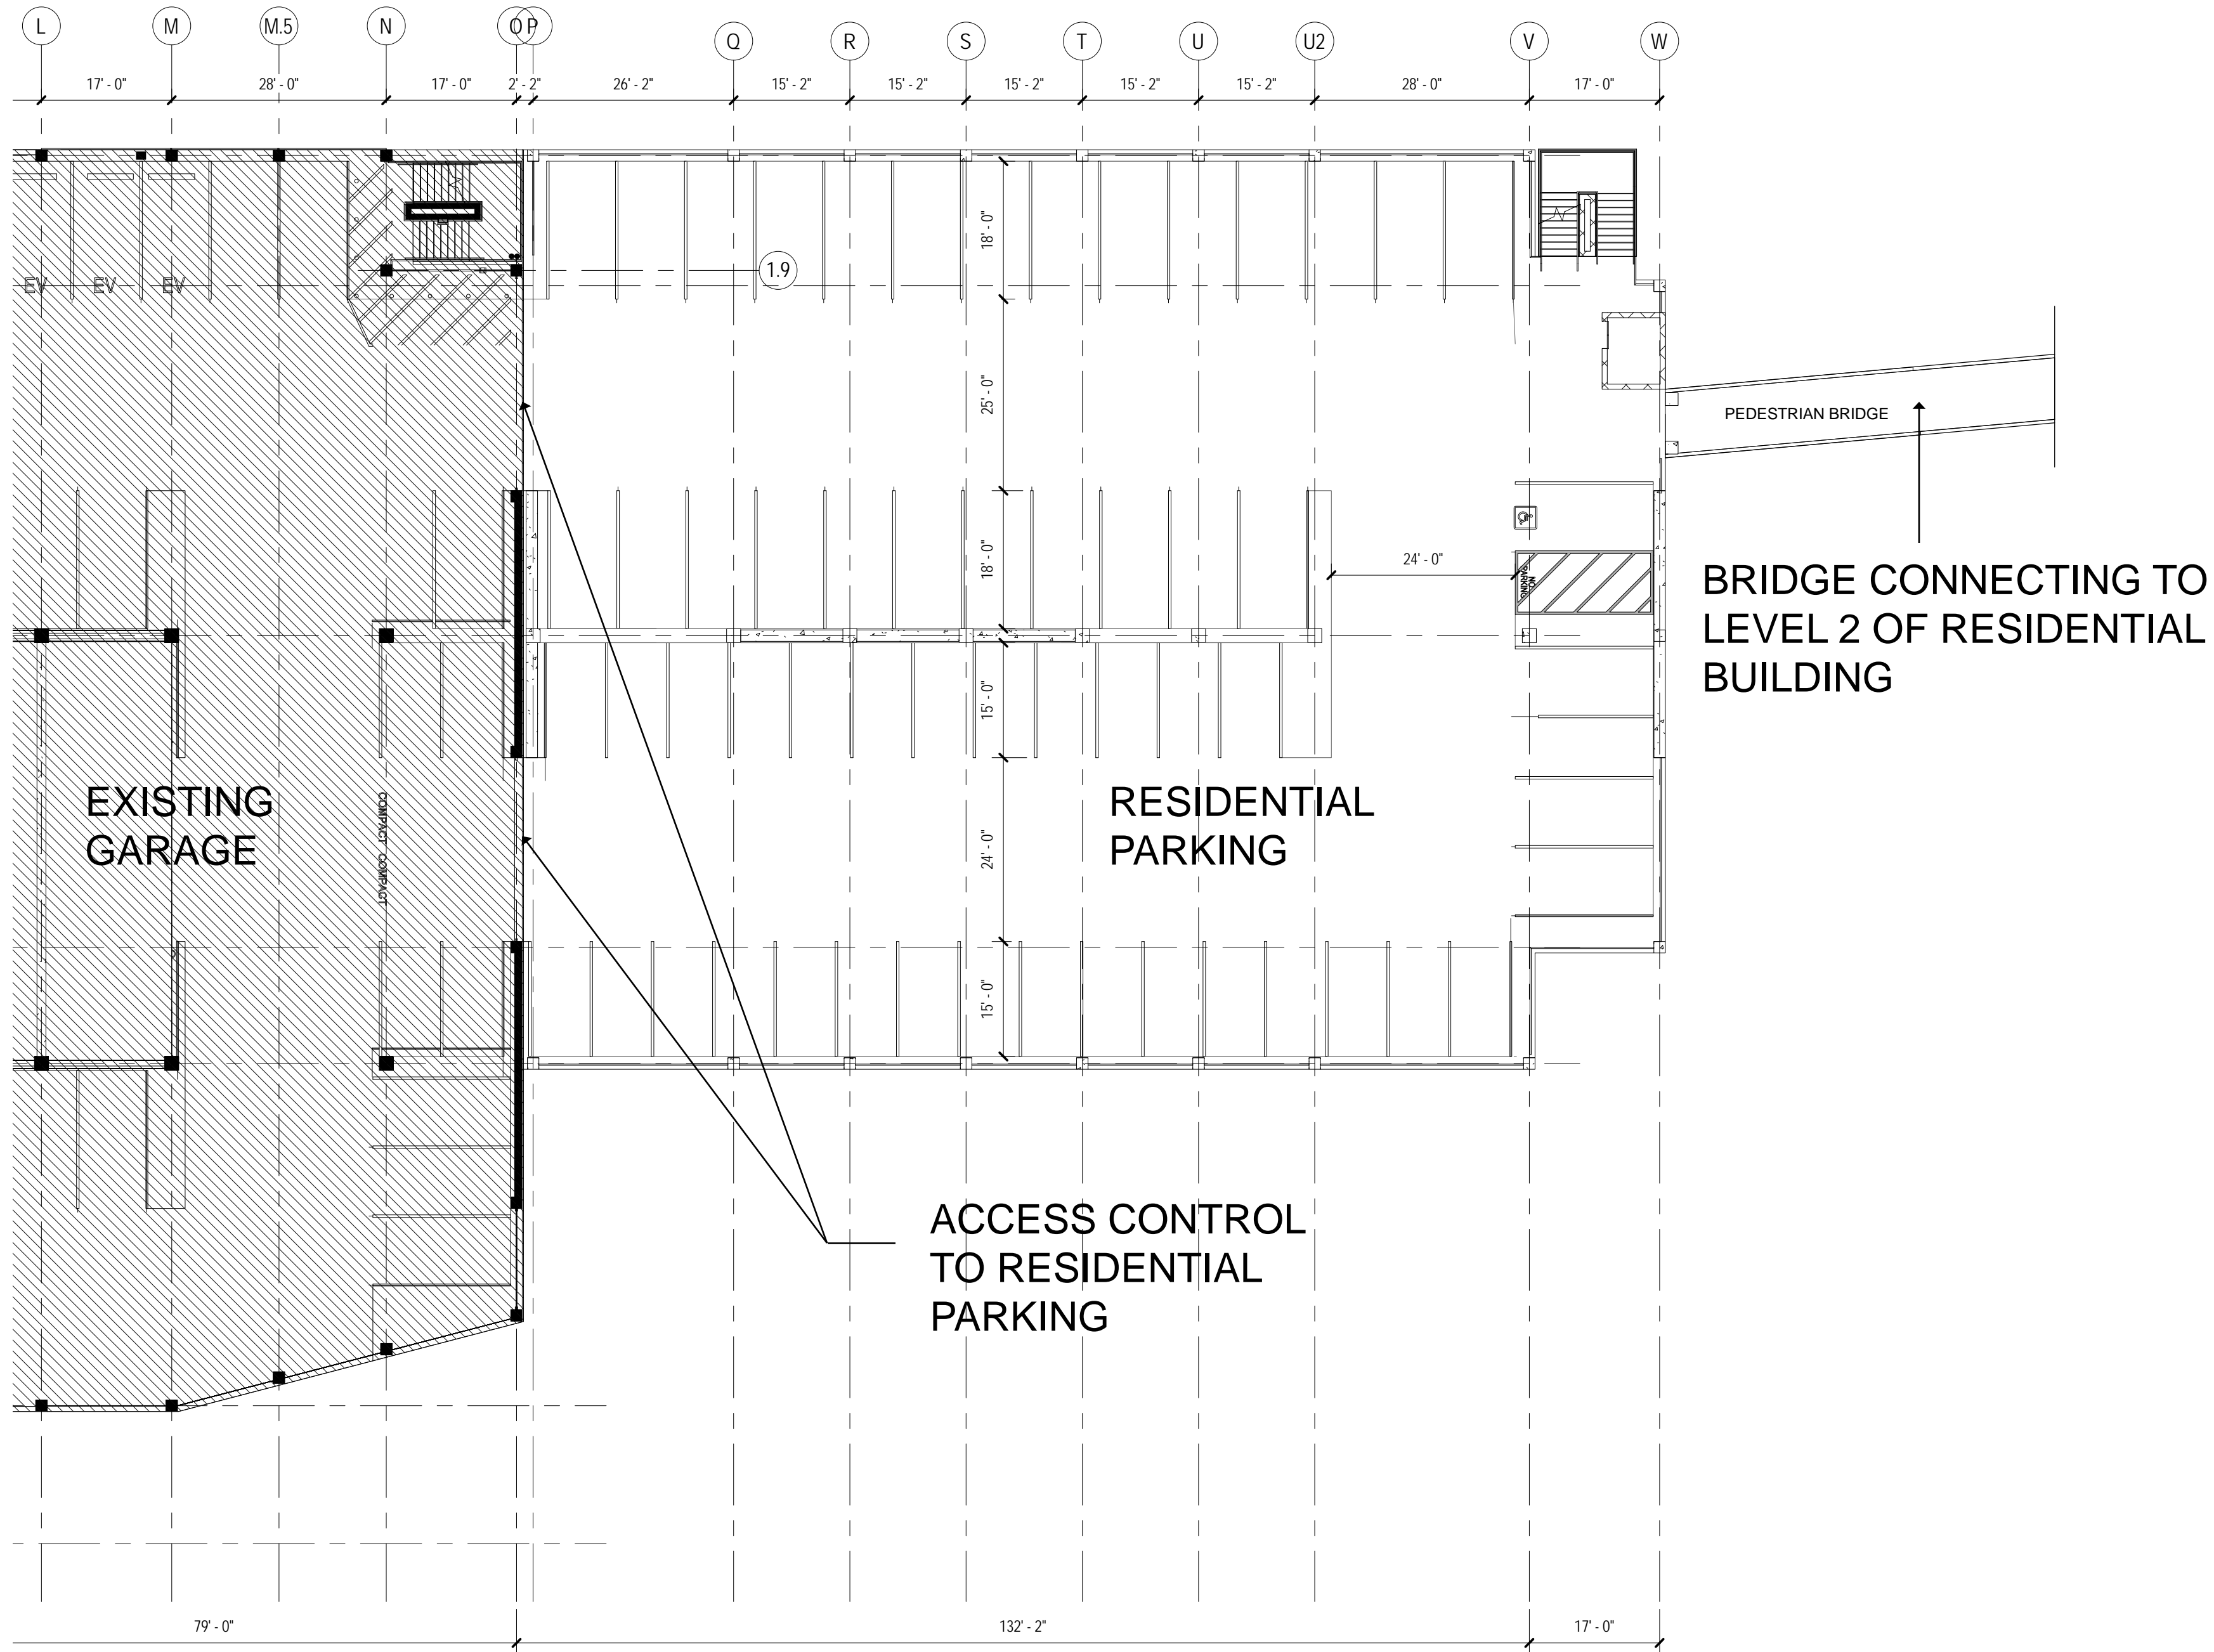 L
M
M.5
N
O
P
Q
R
S
T
U
U2
V
W
17' - 0"
28' - 0"
17' - 0"
2' - 2"
26' - 2"
15' - 2"
15' - 2"
15' - 2"
15' - 2"
15' - 2"
28' - 0"
17' - 0"
18' - 0"
1.9
EV
EV
EV
25' - 0"
PEDESTRIAN BRIDGE
18' - 0"
24' - 0"
NO
PARKING
BRIDGE CONNECTING TO
LEVEL 2 OF RESIDENTIAL
BUILDING
15' - 0"
EXISTING
GARAGE
COMPACT
COMPACT
24' - 0"
RESIDENTIAL
PARKING
15' - 0"
ACCESS CONTROL
TO RESIDENTIAL
PARKING
79' - 0"
132' - 2"
17' - 0"